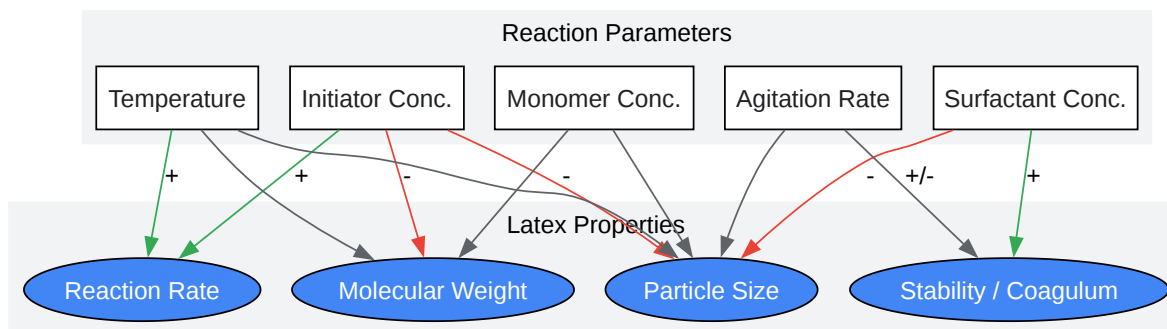 Reaction Parameters
Temperature
Initiator Conc.
Monomer Conc.
Agitation Rate
Surfactant Conc.
+
+
-
-
-
+/-
+
Latex Properties
Reaction Rate
Molecular Weight
Particle Size
Stability / Coagulum